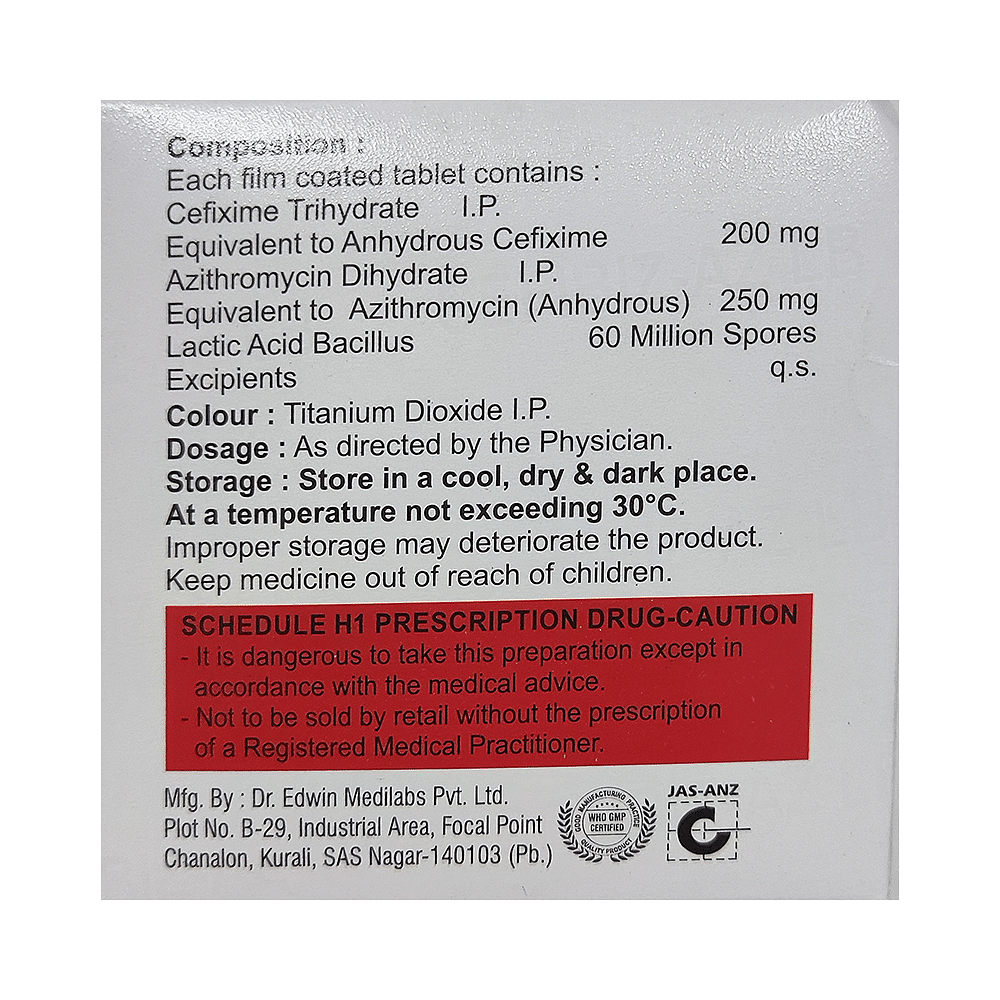 Composition :
Each film coated tablet contains :
Cefixime Trihydrate I.P.
Equivalent to Anhydrous Cefixime 200 mg
Azithromycin Dihydrate I.P.
Equivalent to Azithromycin (Anhydrous) 250 mg
Lactic Acid Bacillus 60 Million Spores
Excipients q.s.
Colour : Titanium Dioxide I.P.
Dosage : As directed by the Physician.
Storage : Store in a cool, dry & dark place.
At a temperature not exceeding 30°C.
Improper storage may deteriorate the product.
Keep medicine out of reach of children.
SCHEDULE H1 PRESCRIPTION DRUG-CAUTION
- It is dangerous to take this preparation except in
accordance with the medical advice.
- Not to be sold by retail without the prescription
of a Registered Medical Practitioner.
Mfg. By : Dr. Edwin Medilabs Pvt. Ltd.
Plot No. B-29, Industrial Area, Focal Point
Chanalon, Kurali, SAS Nagar-140103 (Pb.)
GOOD MANUFACTURING PRACTICE
WHO GMP
CERTIFIED
QUALITY PRODUCT
JAS-ANZ